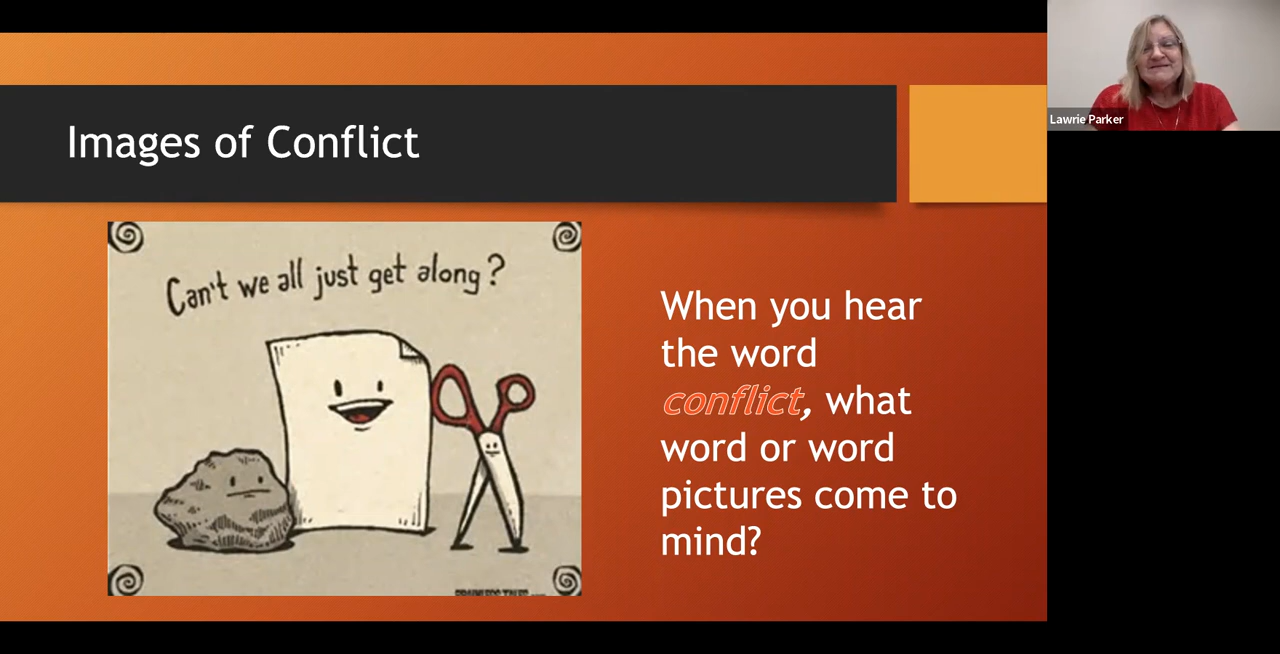 Images of Conflict
Lawrie Parker
Can't we all just get along?
When you hear
the word
conflict, what
word or word
pictures come to
mind?